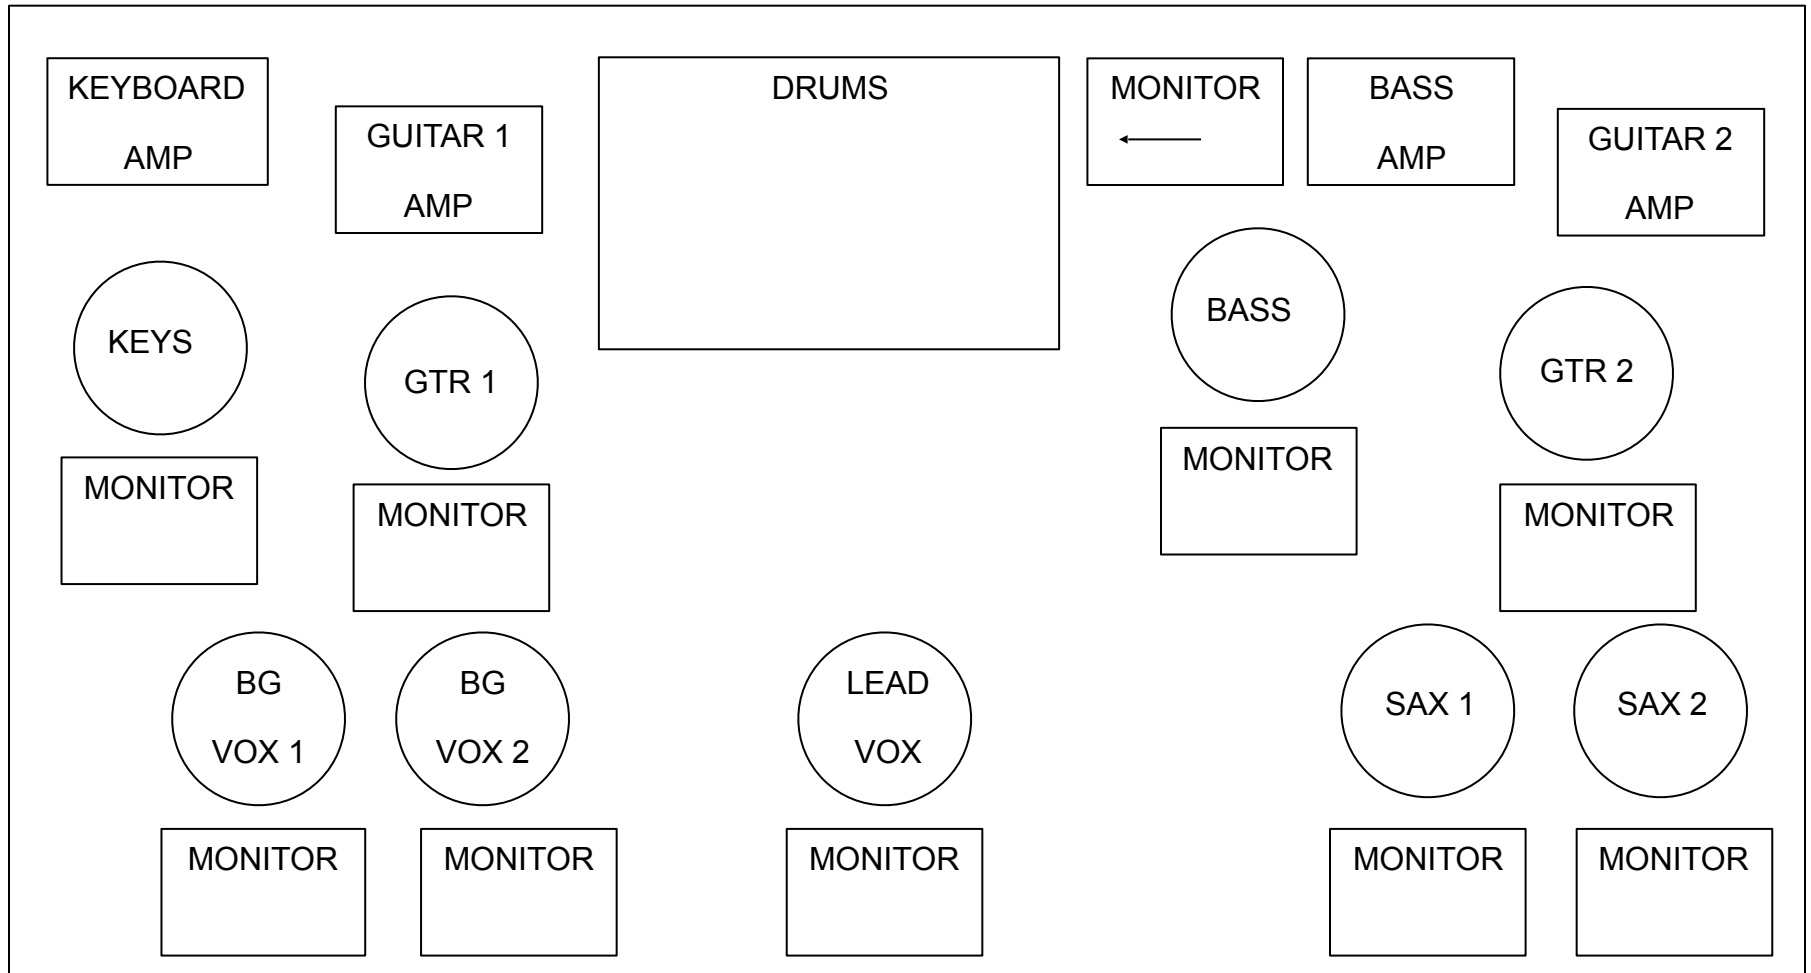 KEYBOARD
AMP
GUITAR 1
AMP
DRUMS
MONITOR
BASS
AMP
GUITAR 2
AMP
KEYS
GTR 1
BASS
GTR 2
MONITOR
MONITOR
MONITOR
MONITOR
BG
VOX 1
BG
VOX 2
LEAD
VOX
SAX 1
SAX 2
MONITOR
MONITOR
MONITOR
MONITOR
MONITOR